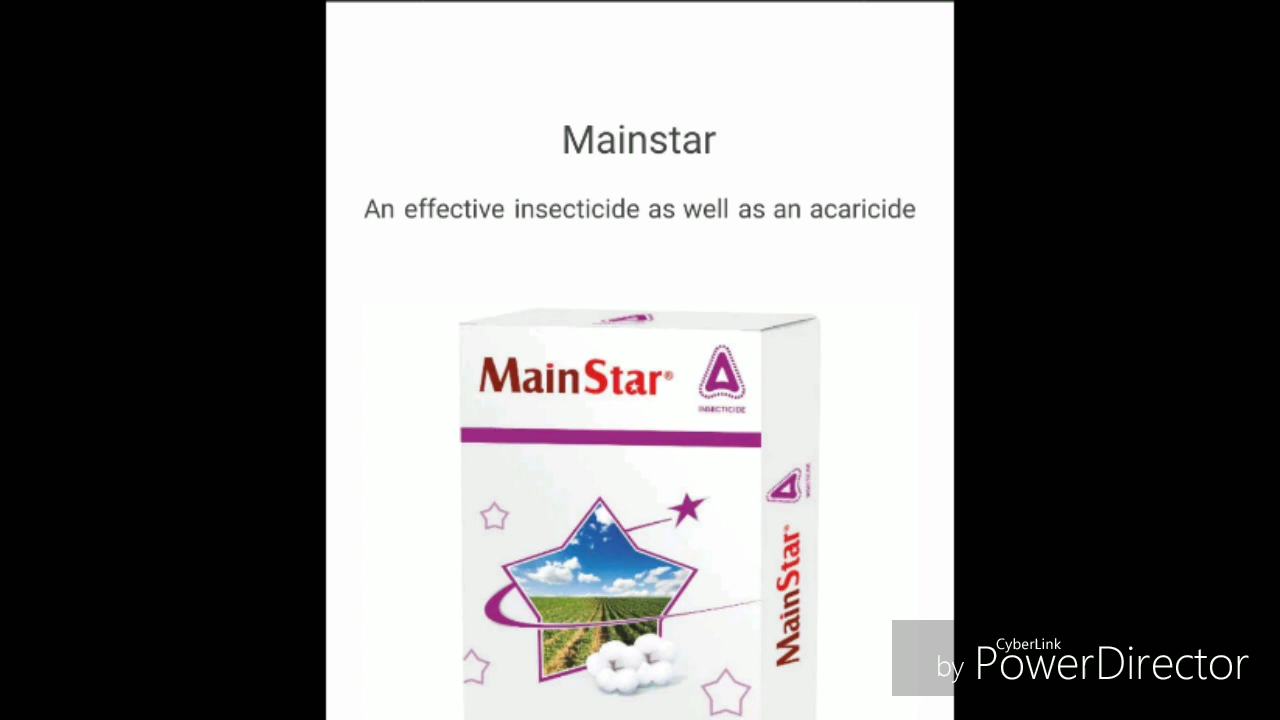 Mainstar
An effective insecticide as well as an acaricide
MainStar®
INSECTICIDE
MainStar®
CyberLink
by PowerDirector